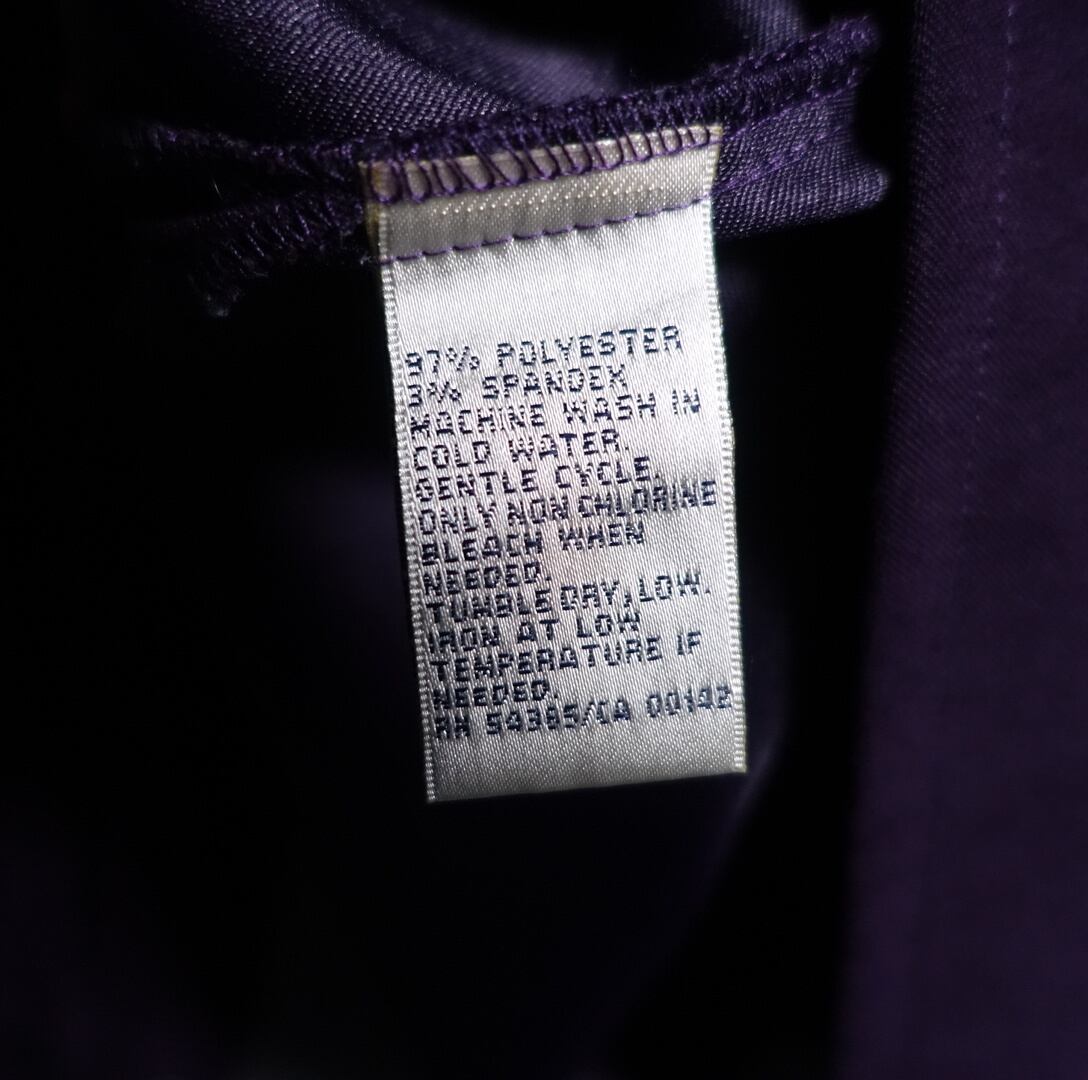 97% POLYESTER
3% SPANDEX
MACHINE WASH IN
COLD WATER.
GENTLE CYCLE.
ONLY NON CHLORINE
BLEACH WHEN
NEEDED.
TUMBLE DRY, LOW.
IRON AT LOW
TEMPERATURE IF
NEEDED.
RN 54385/CA 00142